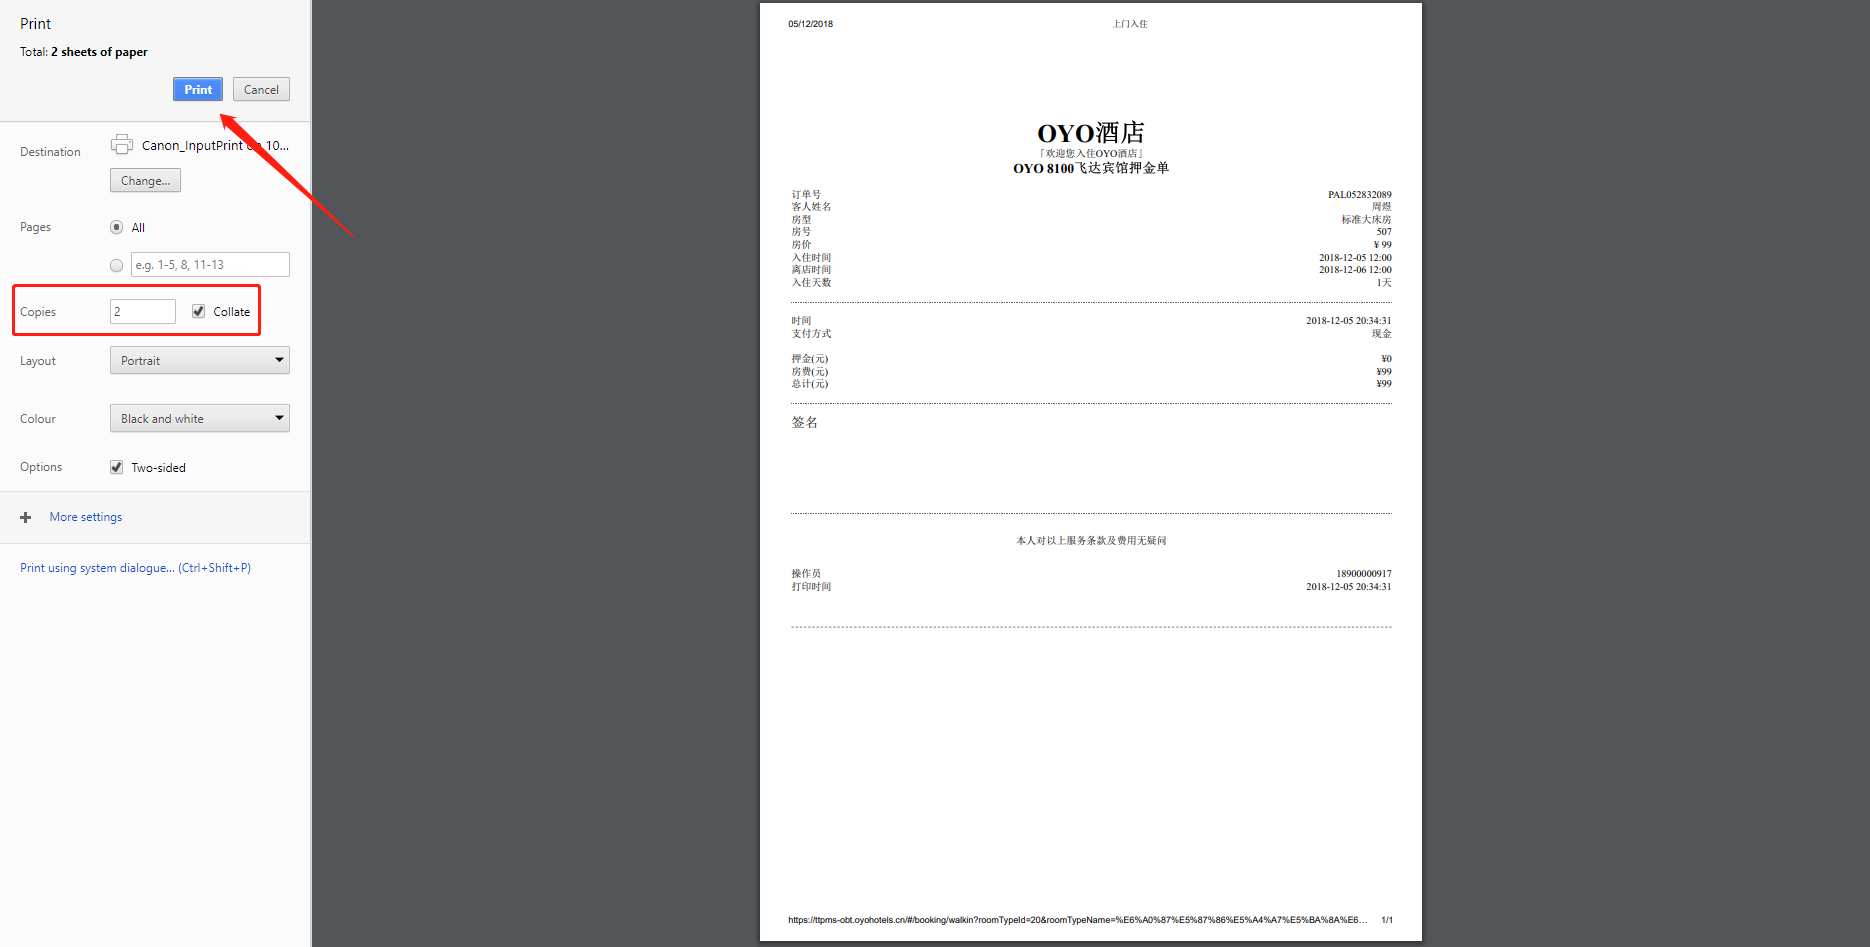 Print
Total: 2 sheets of paper
Print Cancel
Destination Canon_InputPrint on 10...
Change...
Pages All
e.g. 1-5, 8, 11-13
Copies 2 Collate
Layout Portrait
Colour Black and white
Options Two-sided
More settings
Print using system dialogue... (Ctrl+Shift+P)
05/12/2018 上门入住
OYO酒店
「欢迎您入住OYO酒店」
OYO 8100飞达宾馆押金单
订单号 PAL052832089
客人姓名 周煜
房型 标准大床房
房号 507
房价 ¥ 99
入住时间 2018-12-05 12:00
离店时间 2018-12-06 12:00
入住天数 1天
时间 2018-12-05 20:34:31
支付方式 现金
押金(元) ¥0
房费(元) ¥99
总计(元) ¥99
签名
本人对以上服务条款及费用无疑问
操作员 18900000917
打印时间 2018-12-05 20:34:31
https://ttpms-obt.oyohotels.cn/#/booking/walkin?roomTypeId=20&roomTypeName=%E6%A0%87%E5%87%86%E5%A4%A7%E5%BA%8A%E6... 1/1